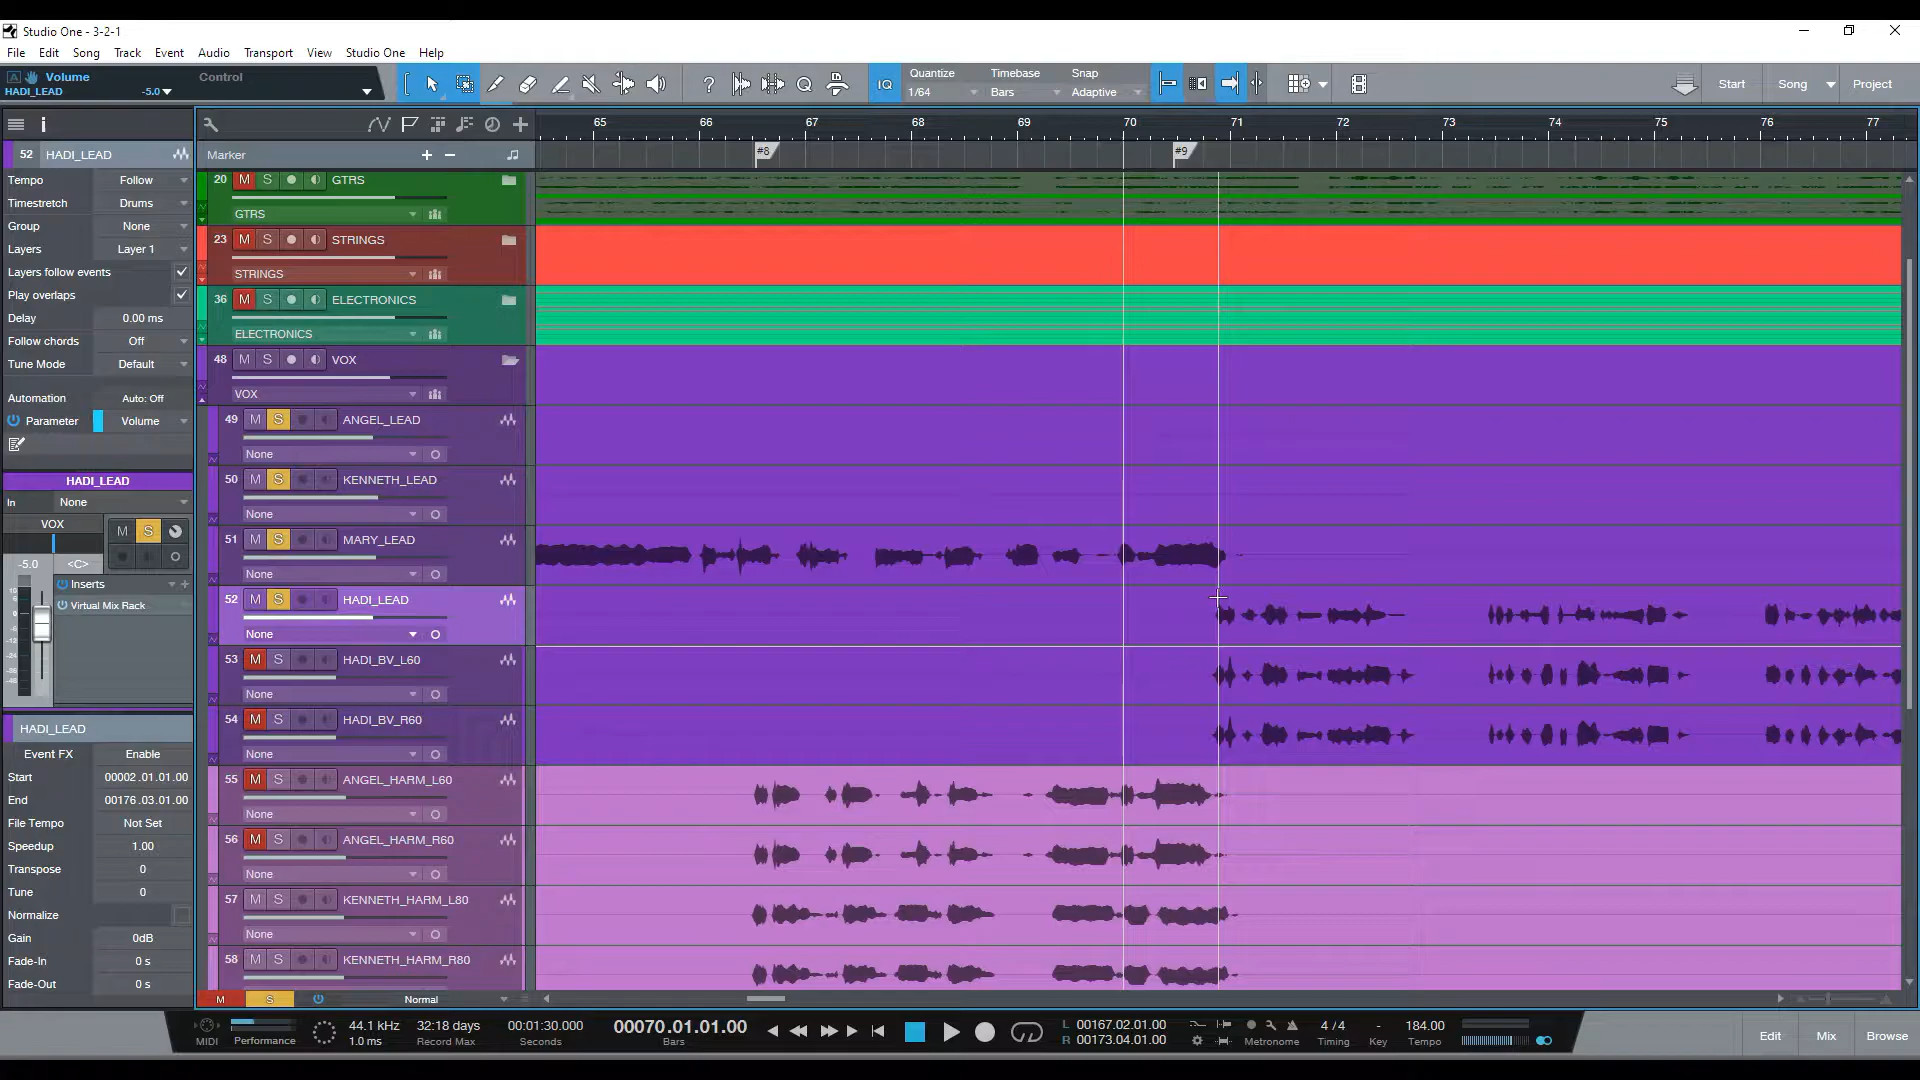 Studio One - 3-2-1
File Edit Song Track Event Audio Transport View Studio One Help
A Volume Control
HADI_LEAD -5.0
? IQ Quantize Timebase Snap Start Song Project
1/64 Bars Adaptive
i 65 66 67 68 69 70 71 72 73 74 75 76 77
52 HADI_LEAD Marker + − #8 #9
Tempo Follow
Timestretch Drums
Group None
Layers Layer 1
Layers follow events
Play overlaps
Delay 0.00 ms
Follow chords Off
Tune Mode Default
Automation Auto: Off
Parameter Volume
HADI_LEAD
In None
VOX M S
-5.0 <C>
Inserts +
Virtual Mix Rack
HADI_LEAD
Event FX Enable
Start 00002.01.01.00
End 00176.03.01.00
File Tempo Not Set
Speedup 1.00
Transpose 0
Tune 0
Normalize
Gain 0dB
Fade-In 0 s
Fade-Out 0 s
20 M S GTRS
GTRS
23 M S STRINGS
STRINGS
36 M S ELECTRONICS
ELECTRONICS
48 M S VOX
VOX
49 M S ANGEL_LEAD
None
50 M S KENNETH_LEAD
None
51 M S MARY_LEAD
None
52 M S HADI_LEAD
None
53 M S HADI_BV_L60
None
54 M S HADI_BV_R60
None
55 M S ANGEL_HARM_L60
None
56 M S ANGEL_HARM_R60
None
57 M S KENNETH_HARM_L80
None
58 M S KENNETH_HARM_R80
M S Normal
MIDI Performance 44.1 kHz 32:18 days 00:01:30.000 00070.01.01.00 L 00167.02.01.00 4 / 4 - 184.00 Edit Mix Browse
1.0 ms Record Max Seconds Bars R 00173.04.01.00 Metronome Timing Key Tempo